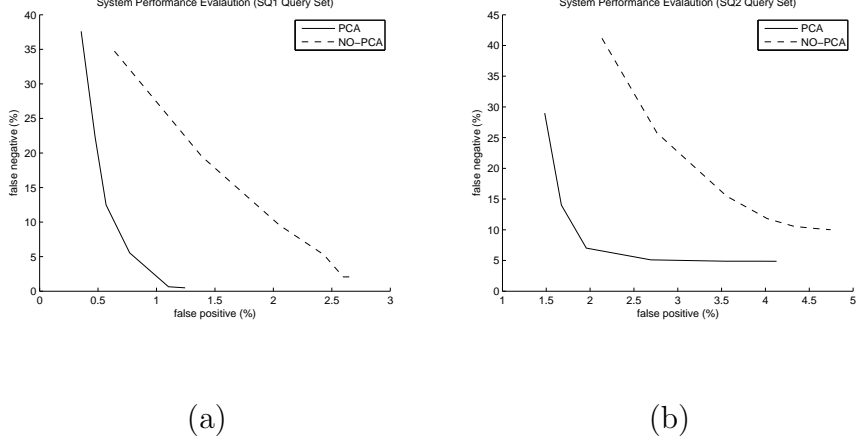 System Performance Evalaution (SQ1 Query Set)
40
35
30
25
20
15
10
5
0
false negative (%)
PCA
NO−PCA
0 0.5 1 1.5 2 2.5 3
false positive (%)
(a)
System Performance Evalaution (SQ2 Query Set)
45
40
35
30
25
20
15
10
5
0
false negative (%)
PCA
NO−PCA
1 1.5 2 2.5 3 3.5 4 4.5 5
false positive (%)
(b)